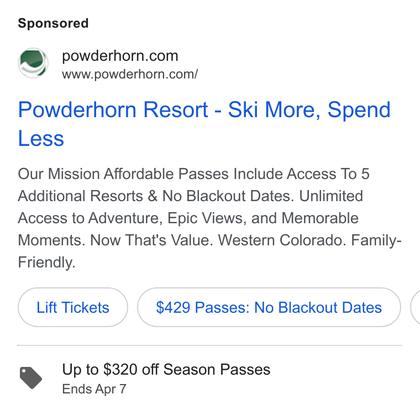 Sponsored
powderhorn.com
www.powderhorn.com/
Powderhorn Resort - Ski More, Spend
Less
Our Mission Affordable Passes Include Access To 5
Additional Resorts & No Blackout Dates. Unlimited
Access to Adventure, Epic Views, and Memorable
Moments. Now That's Value. Western Colorado. Family-
Friendly.
Lift Tickets
$429 Passes: No Blackout Dates
Up to $320 off Season Passes
Ends Apr 7